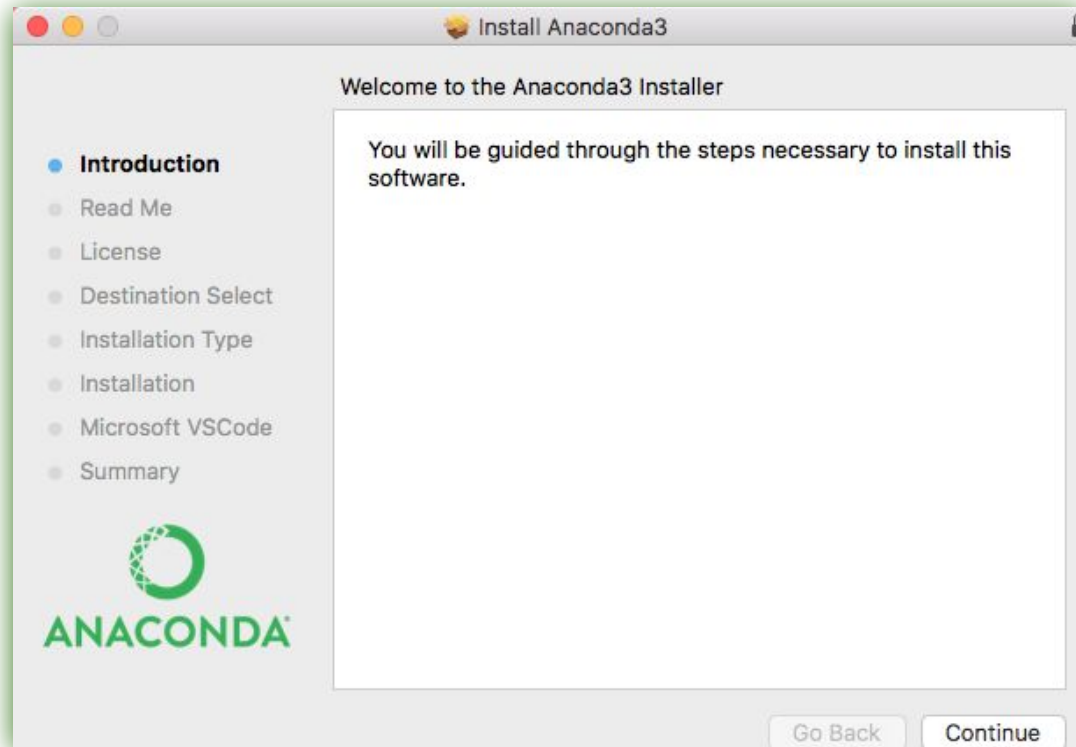 Install Anaconda3
Welcome to the Anaconda3 Installer
Introduction
Read Me
License
Destination Select
Installation Type
Installation
Microsoft VSCode
Summary
ANACONDA
You will be guided through the steps necessary to install this
software.
Go Back
Continue